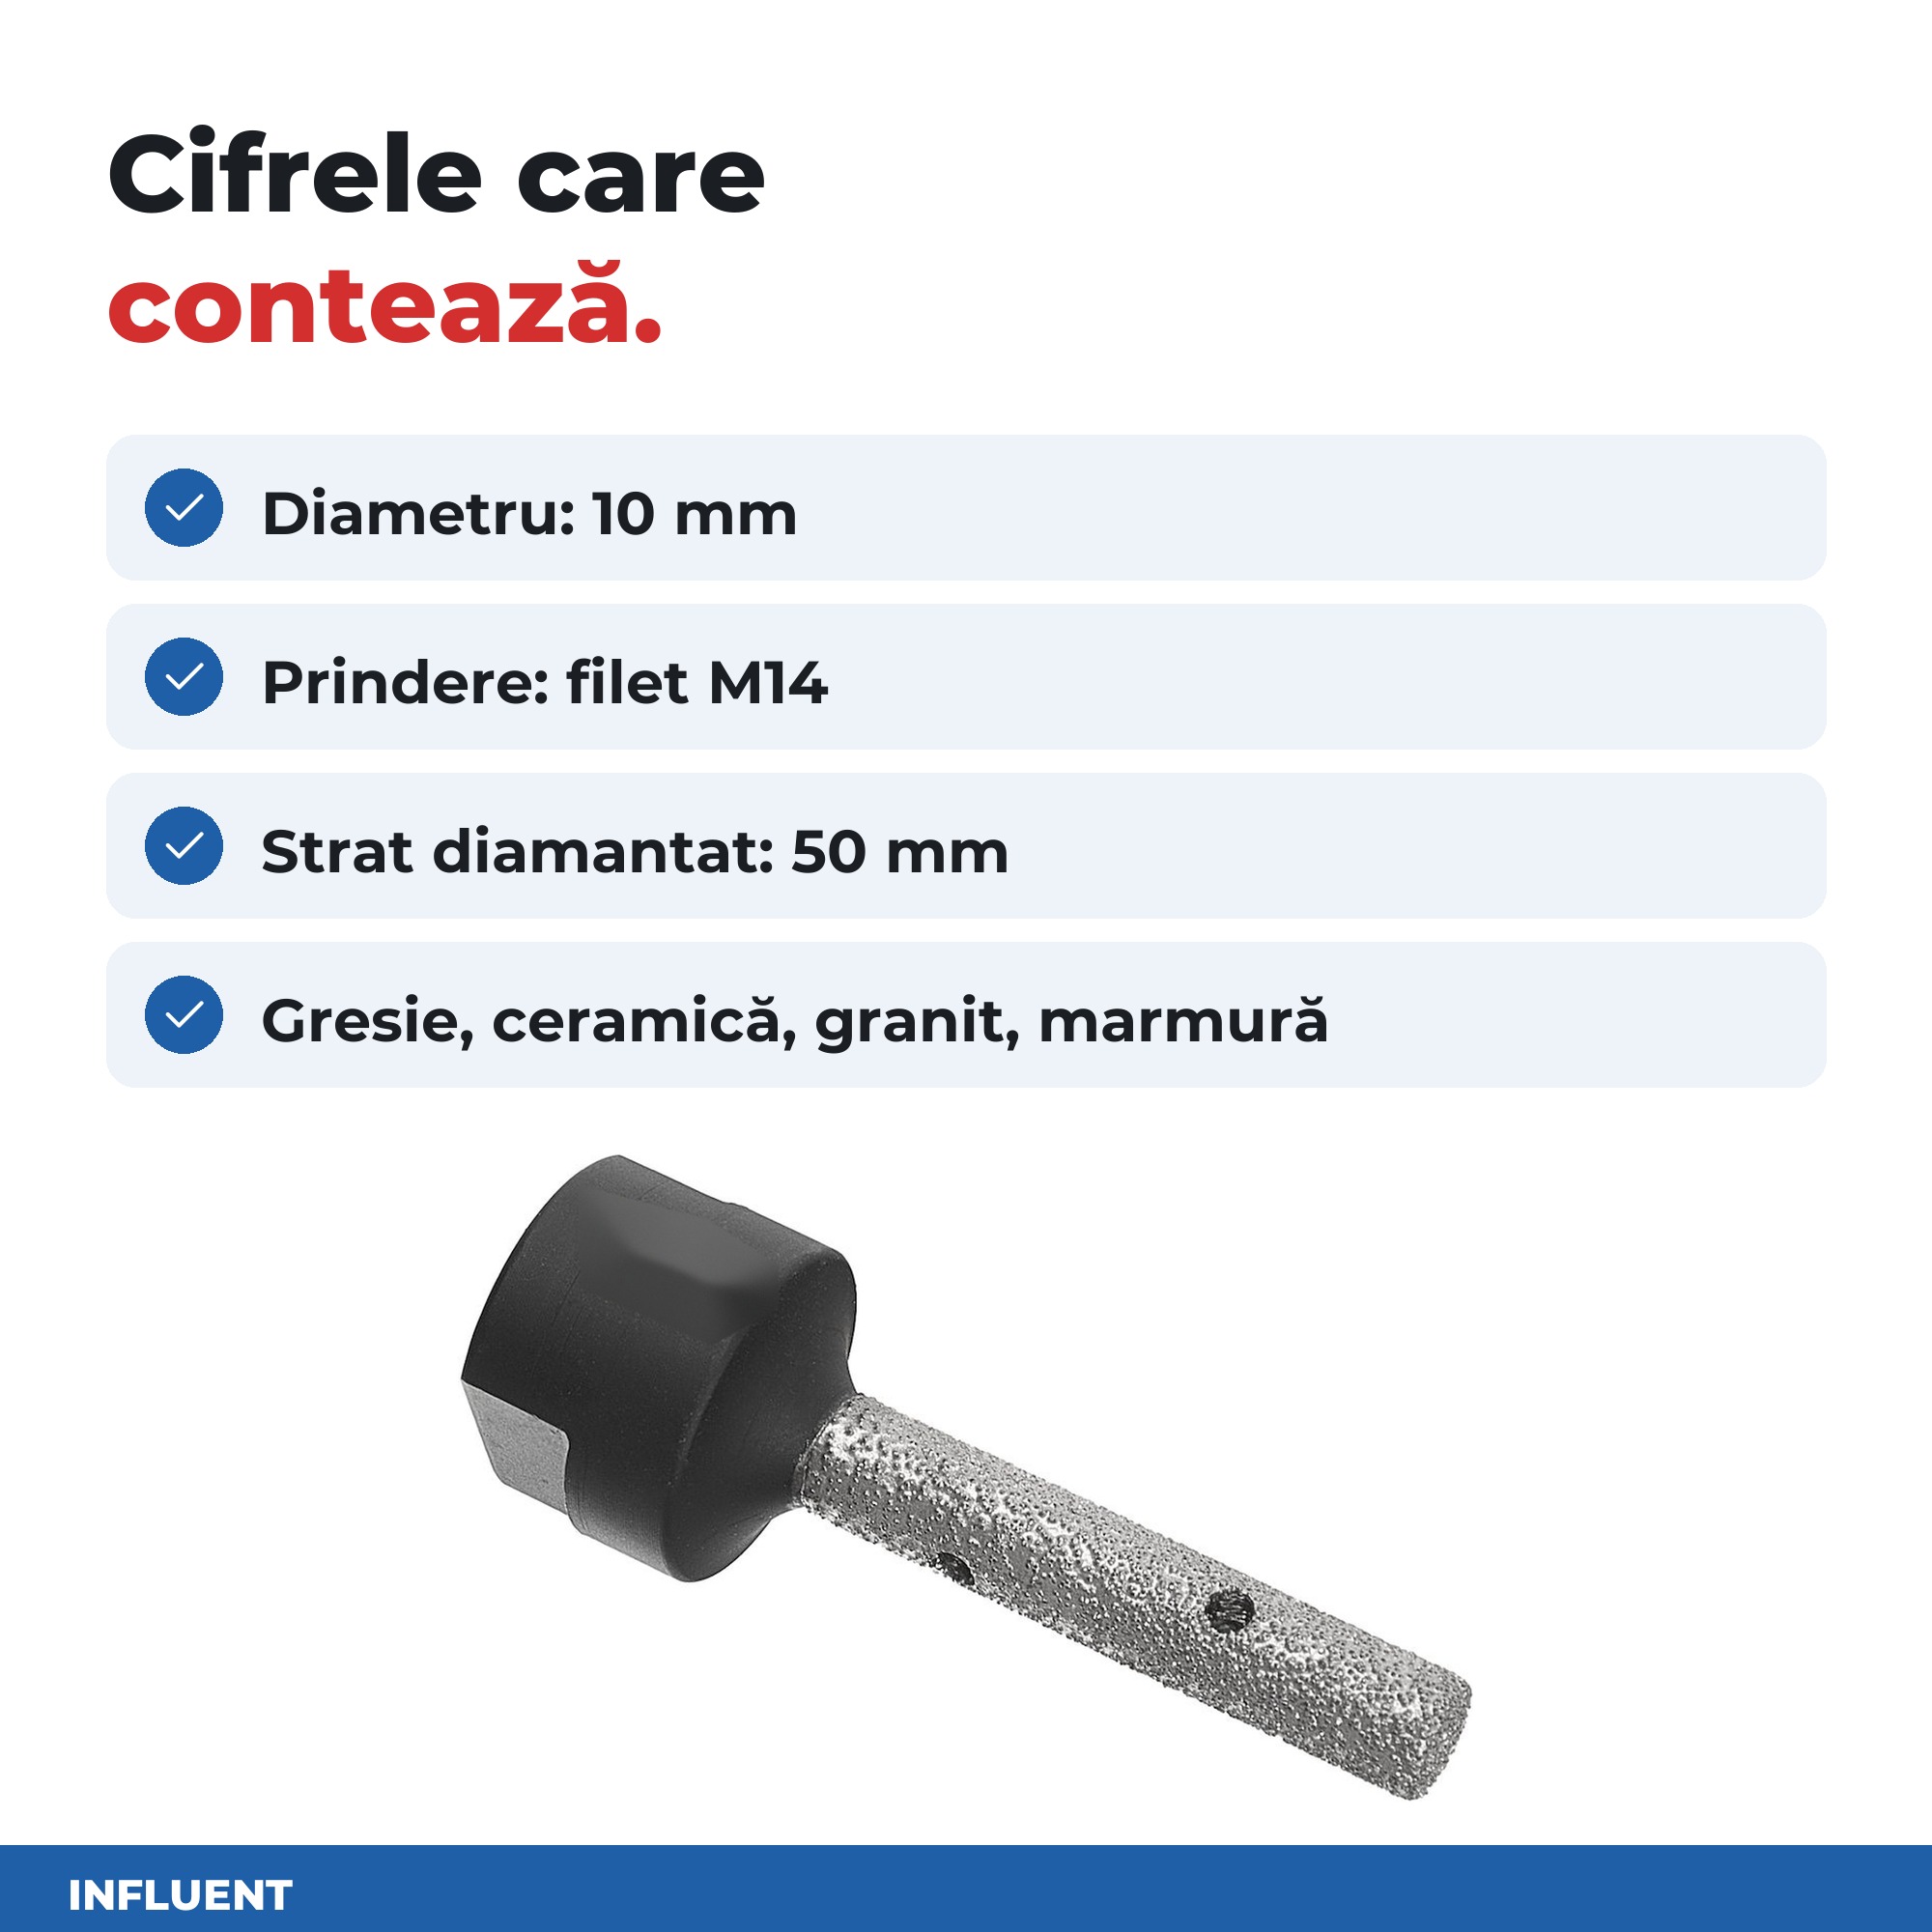 Cifrele care
contează.
Diametru: 10 mm
Prindere: filet M14
Strat diamantat: 50 mm
Gresie, ceramică, granit, marmură
INFLUENT